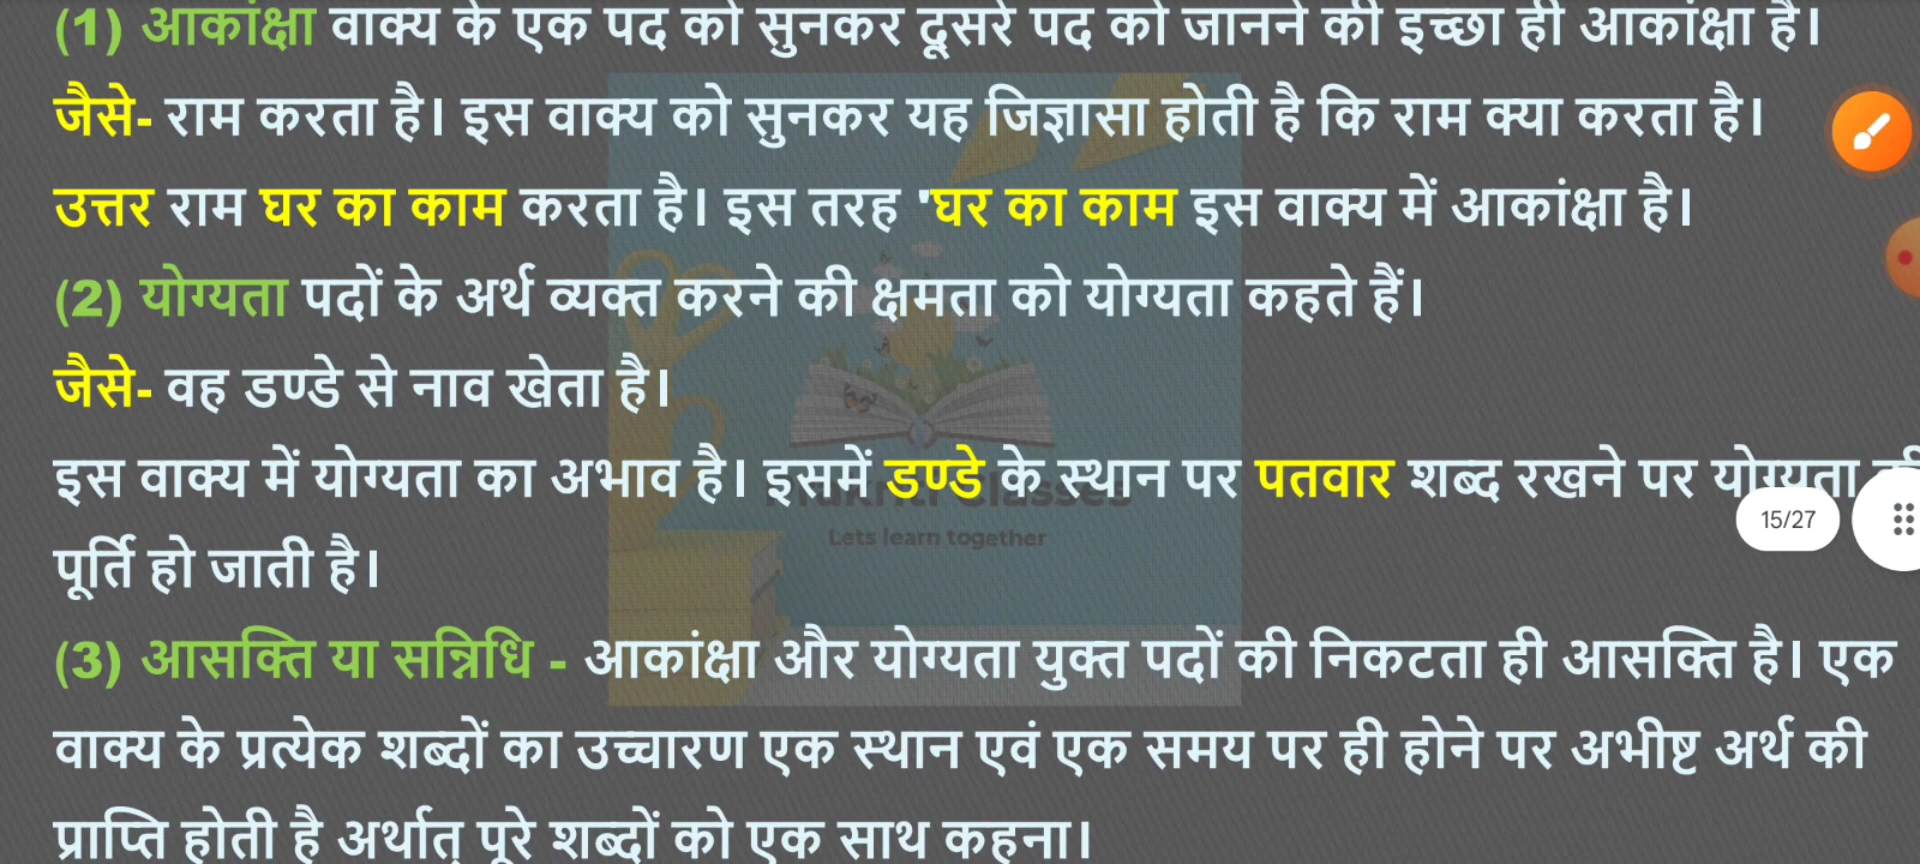 (1) आकांक्षा वाक्य के एक पद को सुनकर दूसरे पद को जानने की इच्छा ही आकांक्षा है।
जैसे- राम करता है। इस वाक्य को सुनकर यह जिज्ञासा होती है कि राम क्या करता है।
उत्तर राम घर का काम करता है। इस तरह 'घर का काम इस वाक्य में आकांक्षा है।
(2) योग्यता पदों के अर्थ व्यक्त करने की क्षमता को योग्यता कहते हैं।
जैसे- वह डण्डे से नाव खेता है।
इस वाक्य में योग्यता का अभाव है। इसमें डण्डे के स्थान पर पतवार शब्द रखने पर योग्यता की
15/27
Lets learn together
पूर्ति हो जाती है।
(3) आसक्ति या सन्निधि - आकांक्षा और योग्यता युक्त पदों की निकटता ही आसक्ति है। एक
वाक्य के प्रत्येक शब्दों का उच्चारण एक स्थान एवं एक समय पर ही होने पर अभीष्ट अर्थ की
प्राप्ति होती है अर्थात् पूरे शब्दों को एक साथ कहना।